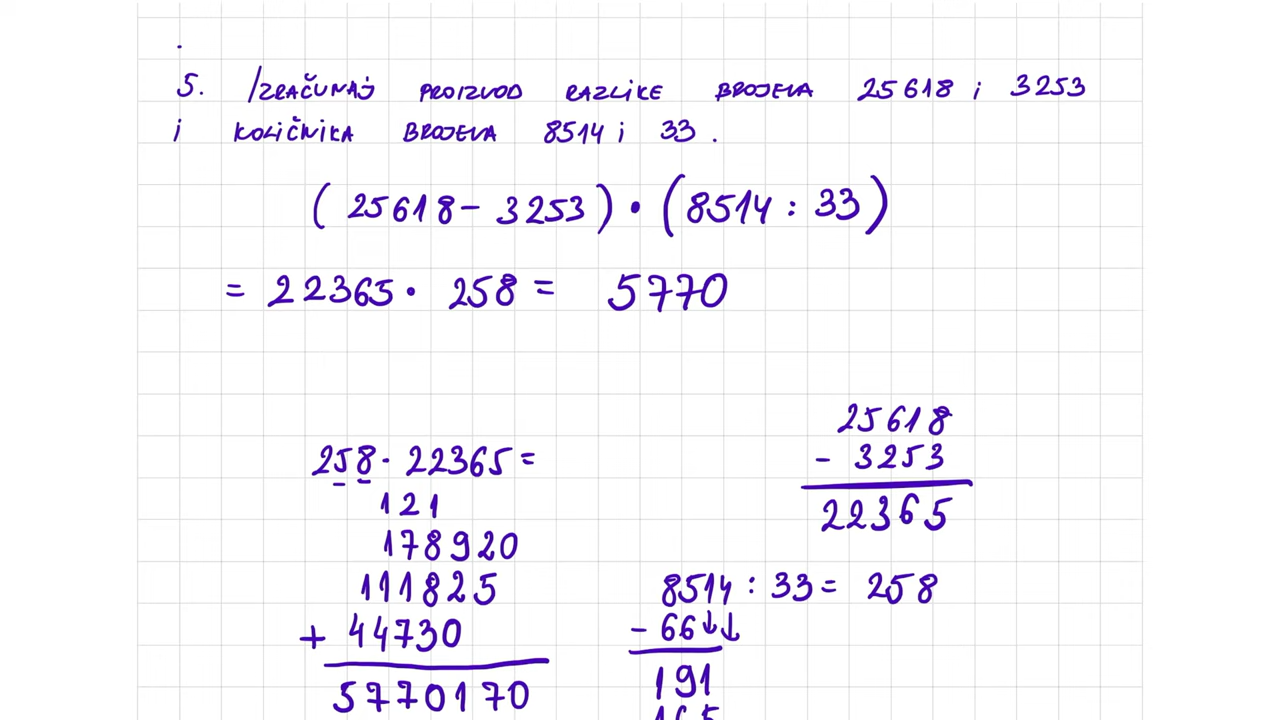 5. IZRAČUNAJ PROIZVOD RAZLIKE BROJEVA 25618 i 3253
i KOLIČNIKA BROJEVA 8514 i 33.
(25618 - 3253) • (8514 : 33)
= 22365 • 258 = 5770
25618
- 3253
22365
258 · 22365 =
121
178920
111825
+ 44730
5770170
8514 : 33 = 258
- 66↓↓
191
165